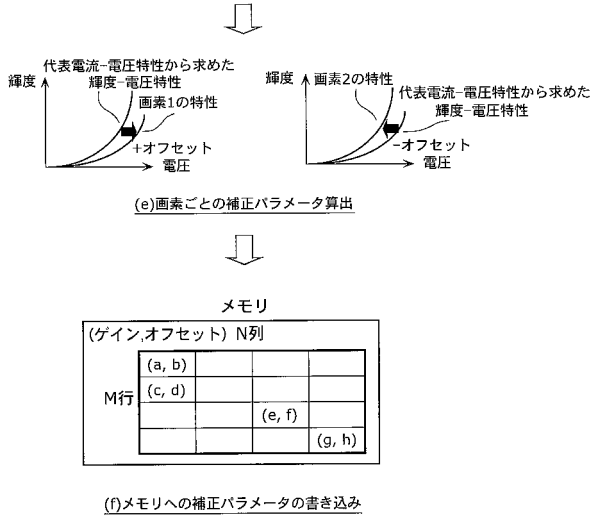 代表電流-電圧特性から求めた
輝度-電圧特性
輝度
画素1の特性
+オフセット
電圧
輝度
画素2の特性
代表電流-電圧特性から求めた
輝度-電圧特性
-オフセット
電圧
(e)画素ごとの補正パラメータ算出
メモリ
(ゲイン,オフセット) N列
M行
(a, b)
(c, d)
(e, f)
(g, h)
(f)メモリへの補正パラメータの書き込み